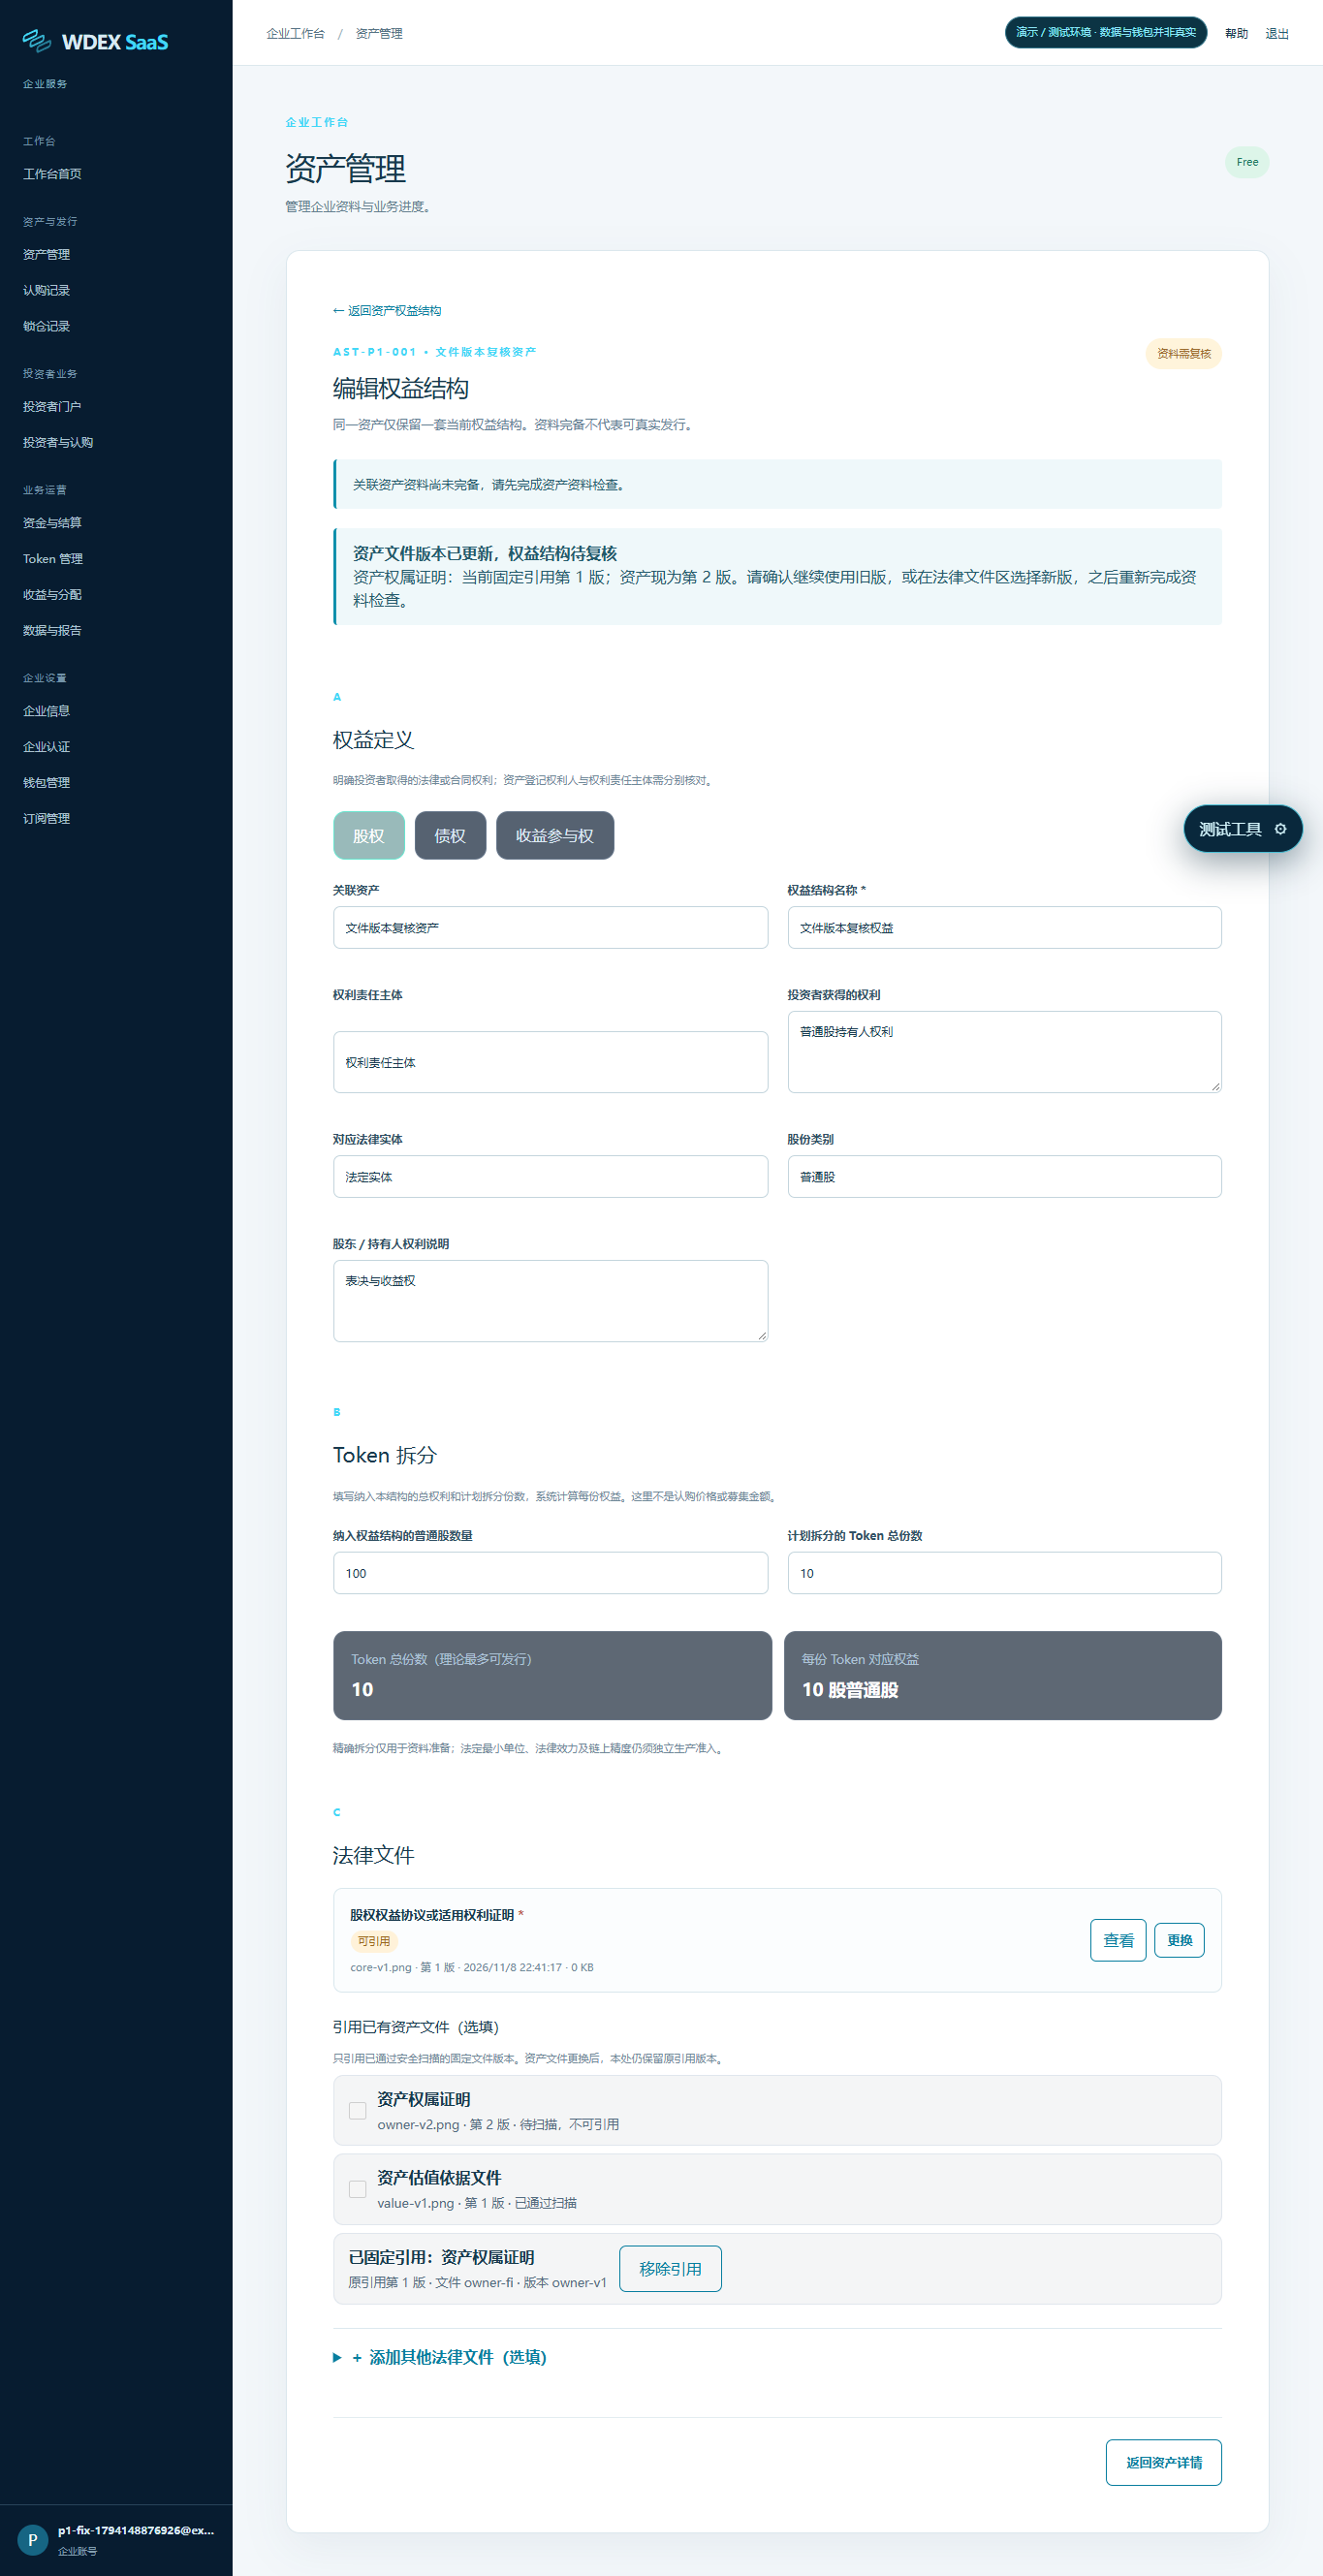 WDEX SaaS
企业服务
工作台
工作台首页
资产与发行
资产管理
认购记录
锁仓记录
投资者业务
投资者门户
投资者与认购
业务运营
资金与结算
Token 管理
收益与分配
数据与报告
企业设置
企业信息
企业认证
钱包管理
订阅管理
P
p1-fix-1794148876926@ex...
企业账号
企业工作台 / 资产管理
演示 / 测试环境 · 数据与钱包并非真实
帮助
退出
企业工作台
资产管理
Free
管理企业资料与业务进度。
← 返回资产权益结构
AST-P1-001 • 文件版本复核资产
资料需复核
编辑权益结构
同一资产仅保留一套当前权益结构。资料完备不代表可真实发行。
关联资产资料尚未完备，请先完成资产资料检查。
资产文件版本已更新，权益结构待复核
资产权属证明：当前固定引用第 1 版；资产现为第 2 版。请确认继续使用旧版，或在法律文件区选择新版，之后重新完成资
料检查。
A
权益定义
明确投资者取得的法律或合同权利；资产登记权利人与权利责任主体需分别核对。
股权
债权
收益参与权
测试工具 ⚙
关联资产
文件版本复核资产
权益结构名称 *
文件版本复核权益
权利责任主体
权利责任主体
投资者获得的权利
普通股持有人权利
对应法律实体
法定实体
股份类别
普通股
股东 / 持有人权利说明
表决与收益权
B
Token 拆分
填写纳入本结构的总权利和计划拆分份数，系统计算每份权益。这里不是认购价格或募集金额。
纳入权益结构的普通股数量
100
计划拆分的 Token 总份数
10
Token 总份数（理论最多可发行）
10
每份 Token 对应权益
10 股普通股
精确拆分仅用于资料准备；法定最小单位、法律效力及链上精度仍须独立生产准入。
C
法律文件
股权权益协议或适用权利证明 *
可引用
core-v1.png · 第 1 版 · 2026/11/8 22:41:17 · 0 KB
查看
更换
引用已有资产文件（选填）
只引用已通过安全扫描的固定文件版本。资产文件更换后，本处仍保留原引用版本。
资产权属证明
owner-v2.png · 第 2 版 · 待扫描，不可引用
资产估值依据文件
value-v1.png · 第 1 版 · 已通过扫描
已固定引用：资产权属证明
原引用第 1 版 · 文件 owner-fi · 版本 owner-v1
移除引用
▶ + 添加其他法律文件（选填）
返回资产详情